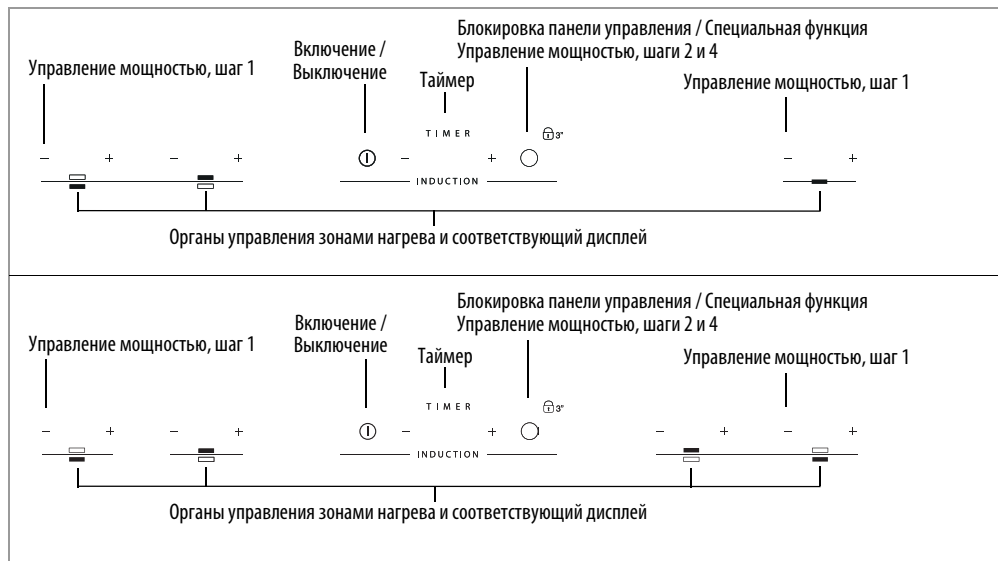 Блокировка панели управления / Специальная функция
Управление мощностью, шаги 2 и 4
Включение /
Выключение
Управление мощностью, шаг 1
Таймер
Управление мощностью, шаг 1
TIMER
3"
− + − + − + − +
INDUCTION
Органы управления зонами нагрева и соответствующий дисплей
Блокировка панели управления / Специальная функция
Управление мощностью, шаги 2 и 4
Включение /
Выключение
Управление мощностью, шаг 1
Таймер
Управление мощностью, шаг 1
TIMER
3"
− + − + − + − + − +
INDUCTION
Органы управления зонами нагрева и соответствующий дисплей